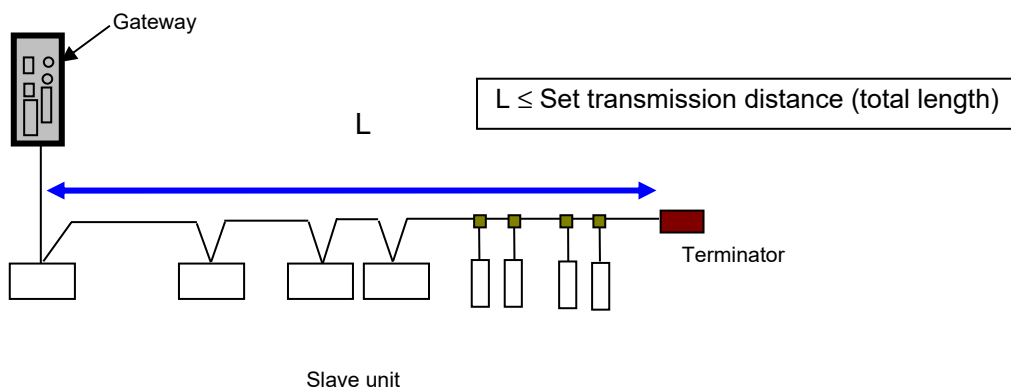 Gateway
L ≤ Set transmission distance (total length)
L
Terminator
Slave unit